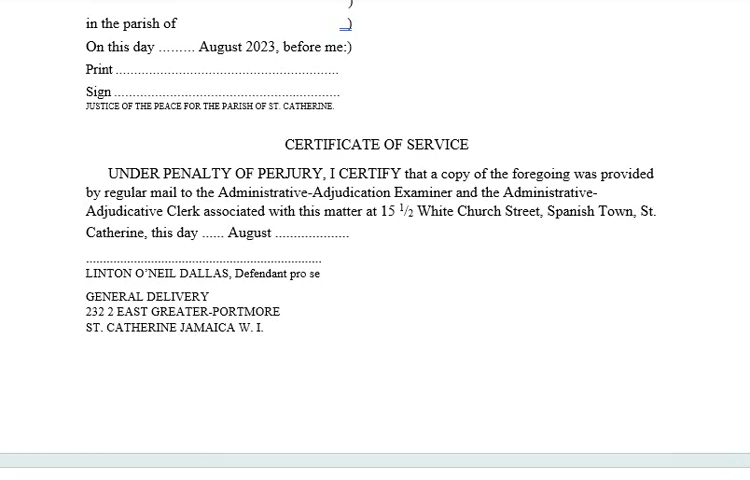 )
in the parish of )
On this day ......... August 2023, before me:)
Print ....................................................................
Sign .....................................................................
JUSTICE OF THE PEACE FOR THE PARISH OF ST. CATHERINE.
CERTIFICATE OF SERVICE
UNDER PENALTY OF PERJURY, I CERTIFY that a copy of the foregoing was provided
by regular mail to the Administrative-Adjudication Examiner and the Administrative-
Adjudicative Clerk associated with this matter at 15 1/2 White Church Street, Spanish Town, St.
Catherine, this day ...... August ....................
.......................................................................
LINTON O'NEIL DALLAS, Defendant pro se
GENERAL DELIVERY
232 2 EAST GREATER-PORTMORE
ST. CATHERINE JAMAICA W. I.